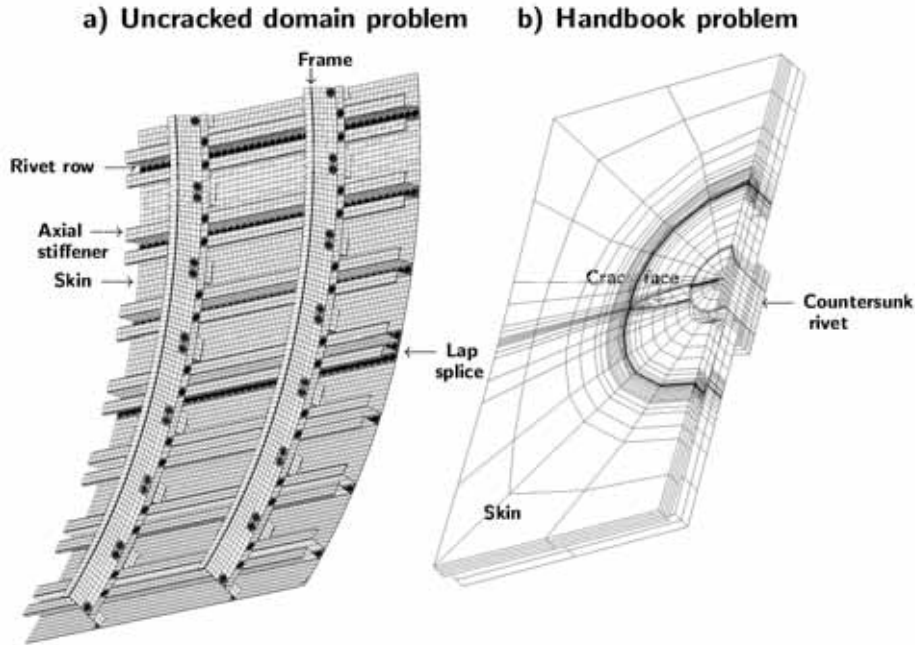 a) Uncracked domain problem
b) Handbook problem
Frame
Rivet row
Axial
stiffener
Skin
Lap
splice
Crack face
Countersunk
rivet
Skin